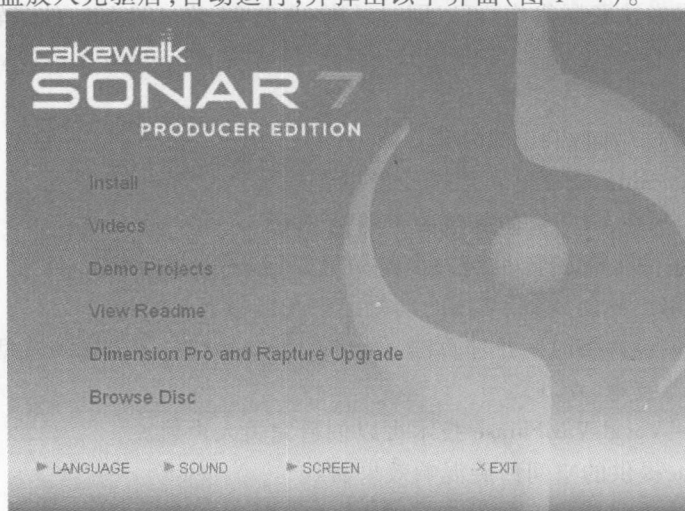 盘放入光驱后,自动运行,并弹出以下界面(图1-7)。
cakewalk
SONAR 7
PRODUCER EDITION
Install
Videos
Demo Projects
View Readme
Dimension Pro and Rapture Upgrade
Browse Disc
LANGUAGE SOUND SCREEN × EXIT